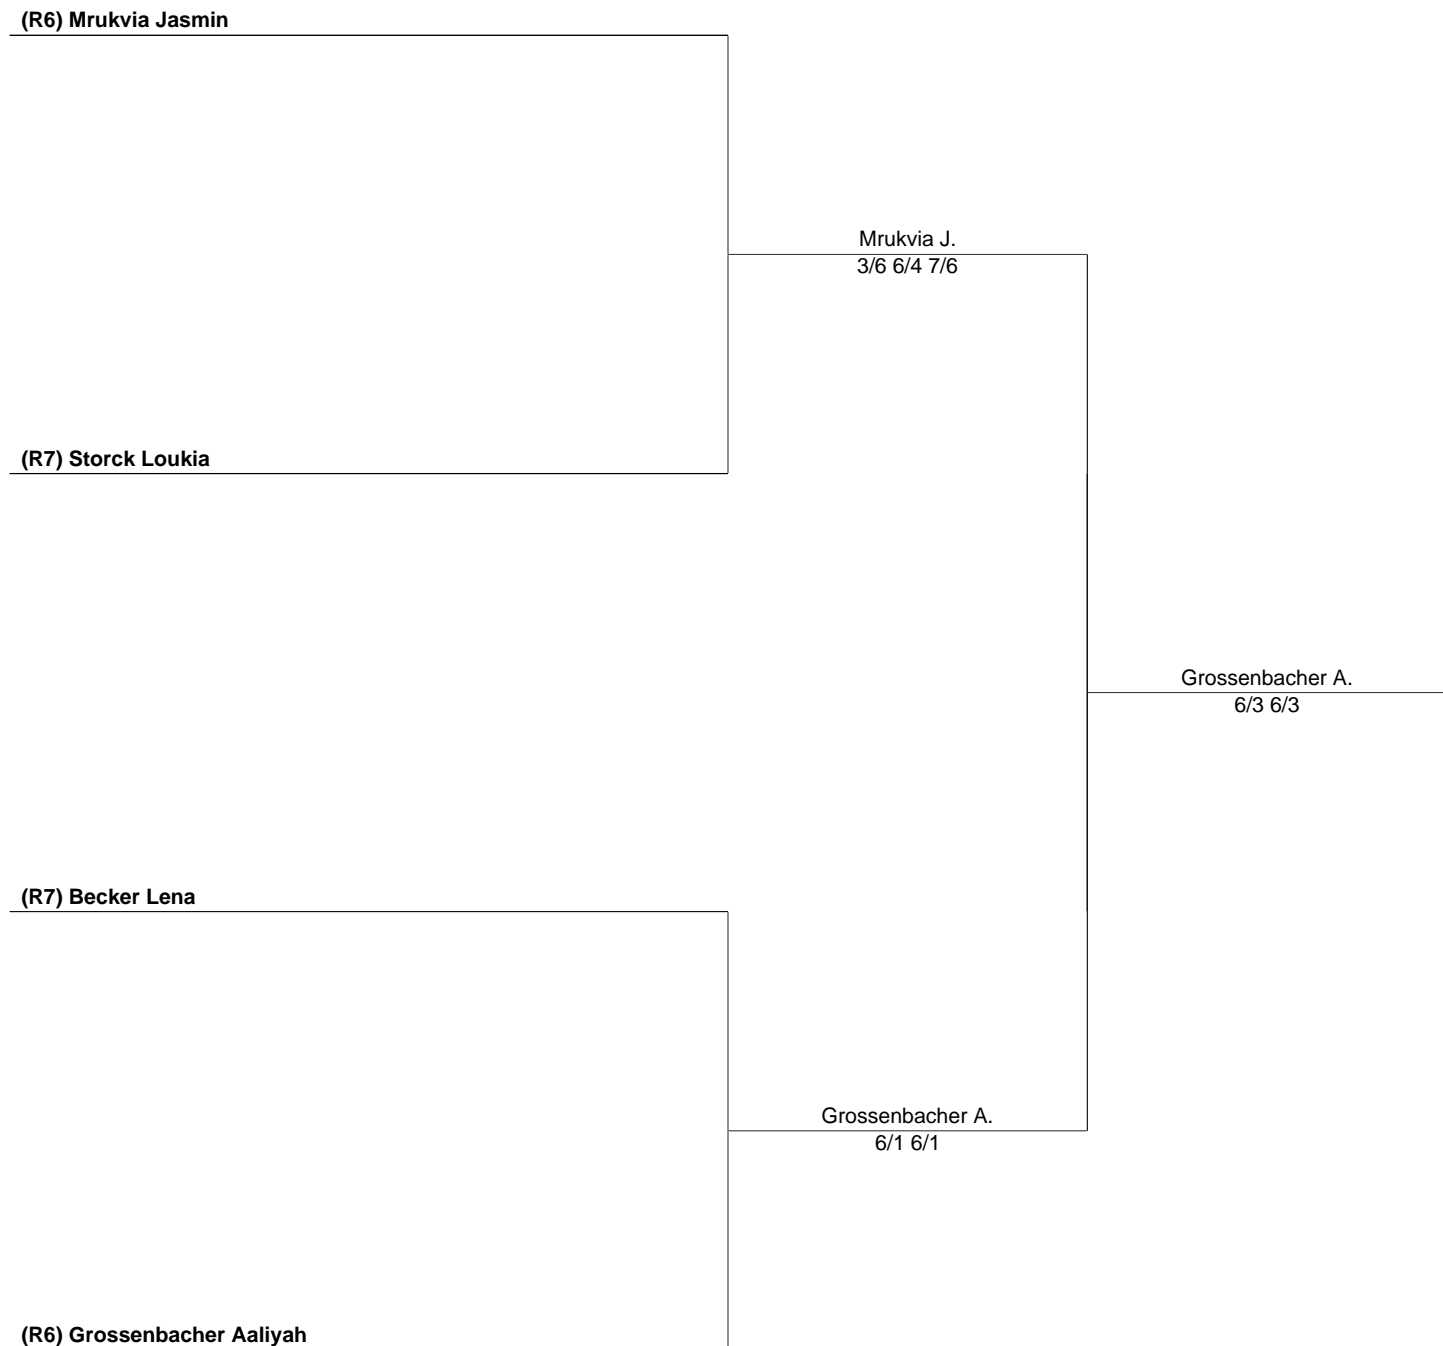 (R6) Mrukvia Jasmin
Mrukvia J.
3/6 6/4 7/6
(R7) Storck Loukia
Grossenbacher A.
6/3 6/3
(R7) Becker Lena
Grossenbacher A.
6/1 6/1
(R6) Grossenbacher Aaliyah